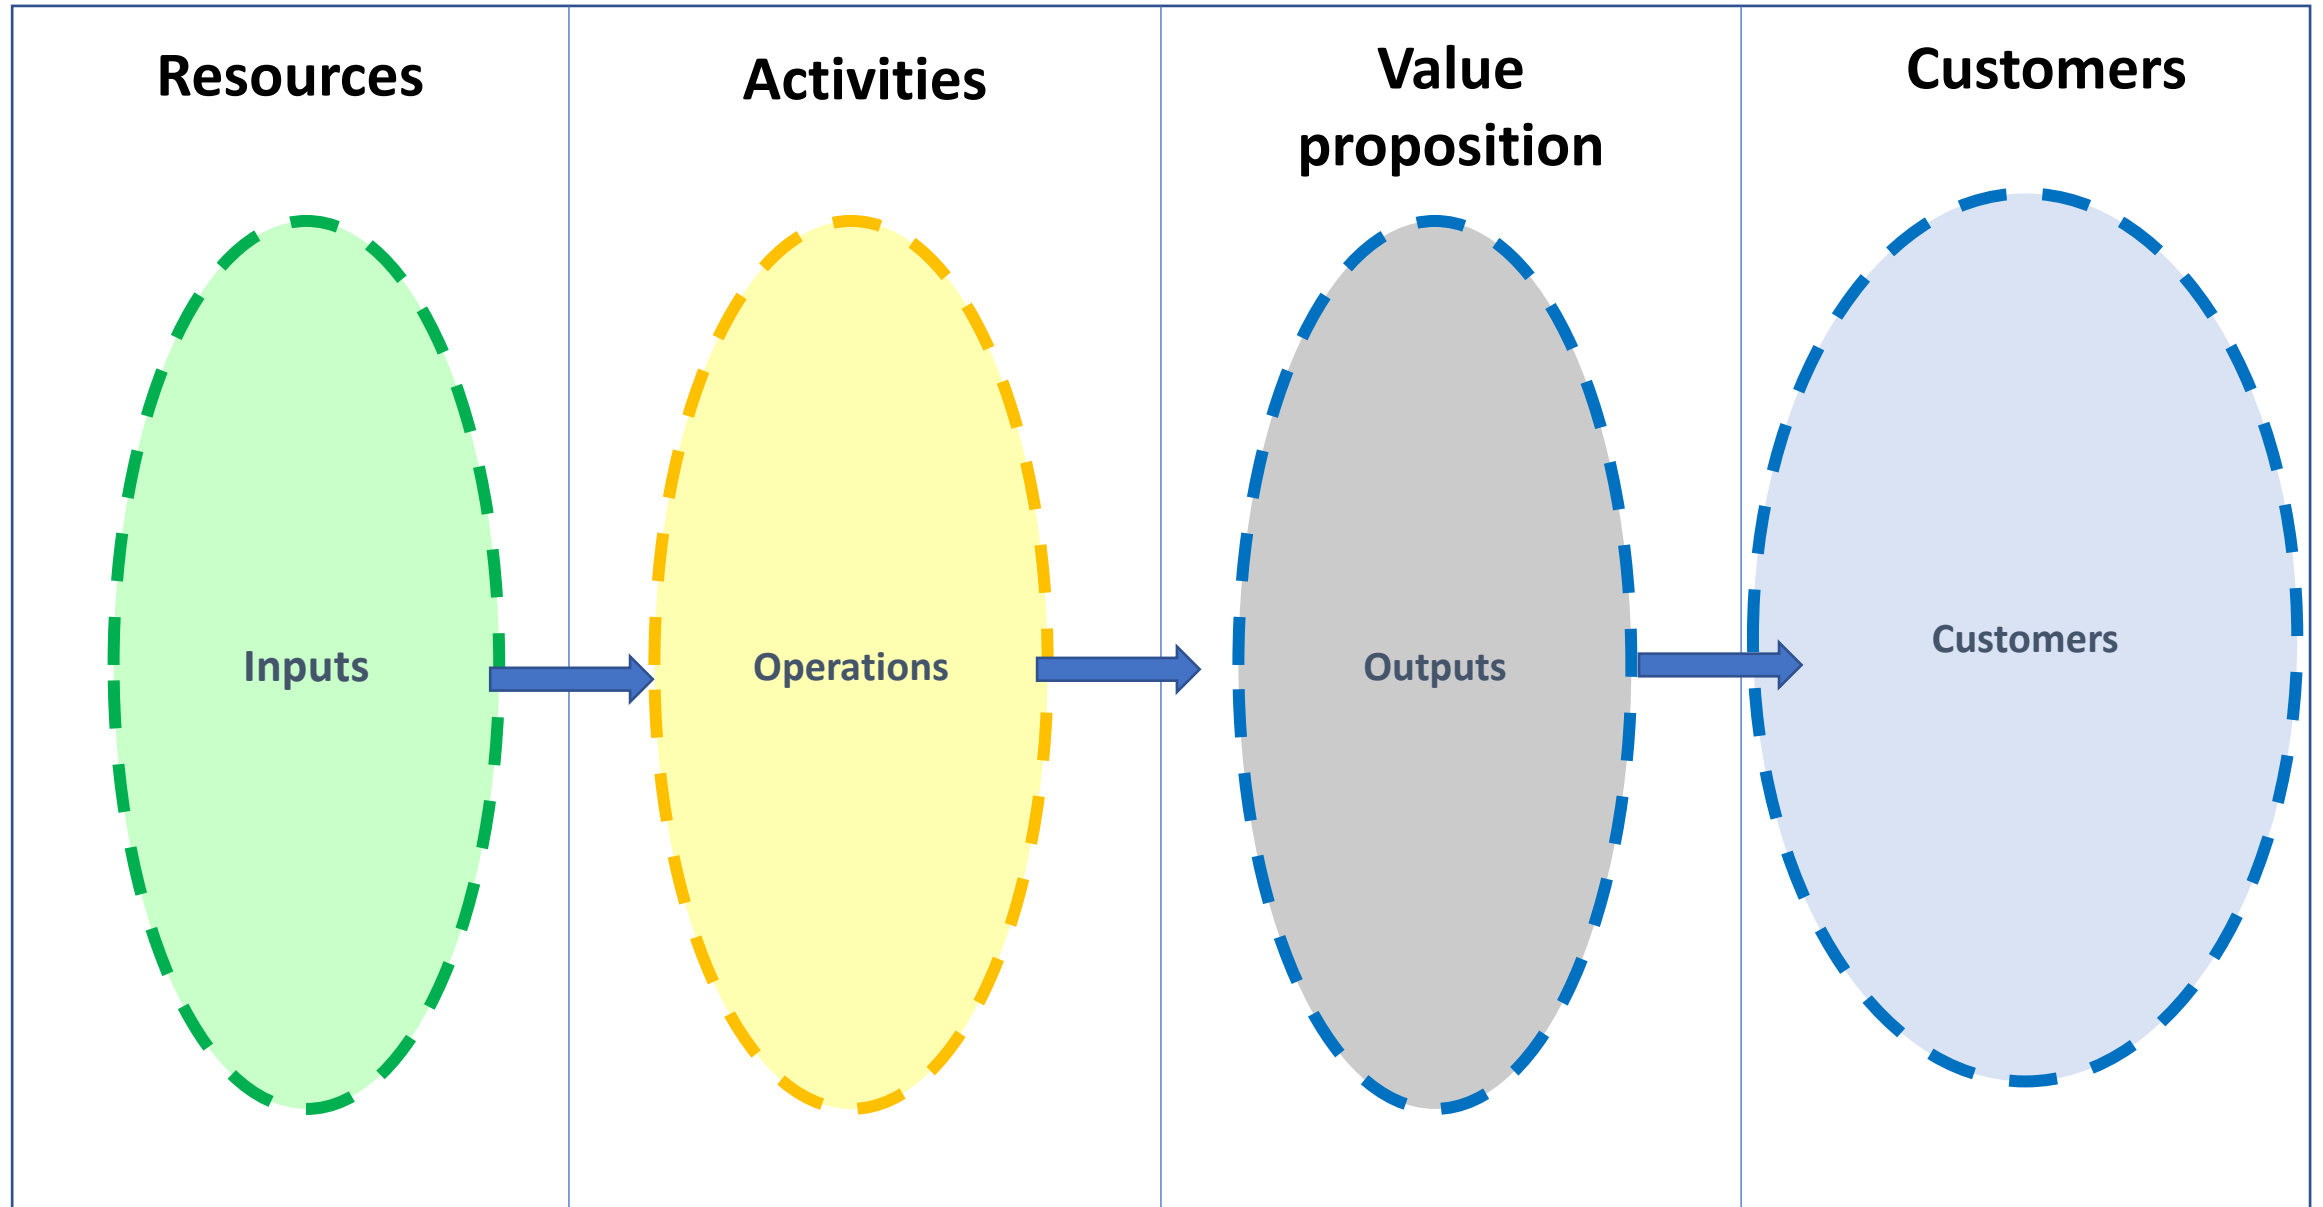 Resources
Activities
Value
proposition
Customers
Inputs
Operations
Outputs
Customers